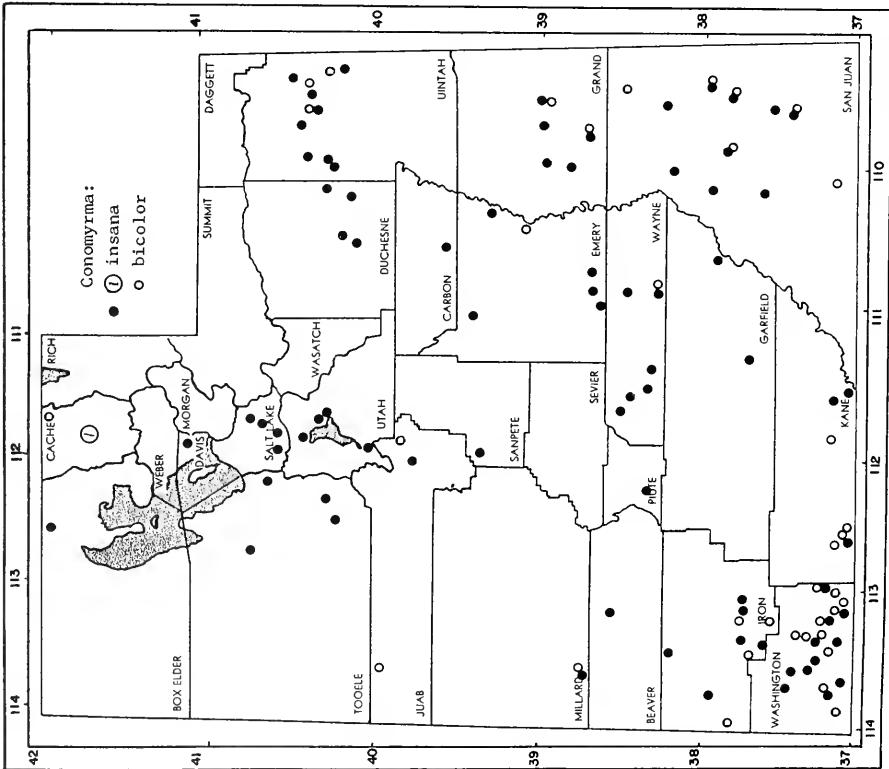 41
40
39
38
37
42
41
40
39
38
37
114
113
112
111
114
113
112
111
110
Conomyrma:
● ⓛ insana
○ bicolor
CACHE
RICH
ⓛ
WEBER
MORGAN
DAVIS
BOX ELDER
SALT LAKE
SUMMIT
DAGGETT
WASATCH
DUCHESNE
UINTAH
UTAH
TOOELE
JUAB
CARBON
SANPETE
MILLARD
EMERY
GRAND
SEVIER
WAYNE
PIUTE
BEAVER
GARFIELD
IRON
WASHINGTON
KANE
SAN JUAN